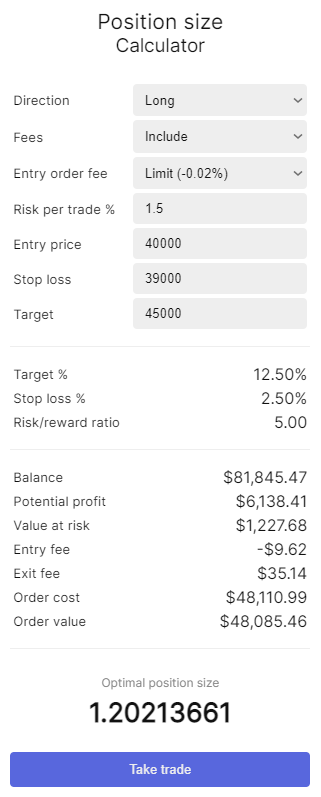 Position size
Calculator
Direction Long
Fees Include
Entry order fee Limit (-0.02%)
Risk per trade % 1.5
Entry price 40000
Stop loss 39000
Target 45000
Target % 12.50%
Stop loss % 2.50%
Risk/reward ratio 5.00
Balance $81,845.47
Potential profit $6,138.41
Value at risk $1,227.68
Entry fee -$9.62
Exit fee $35.14
Order cost $48,110.99
Order value $48,085.46
Optimal position size
1.20213661
Take trade